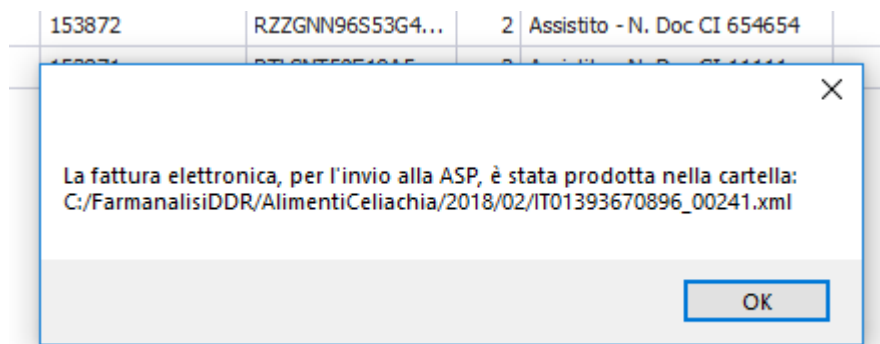 153872 RZZGNN96S53G4... 2 Assistito - N. Doc CI 654654
La fattura elettronica, per l'invio alla ASP, è stata prodotta nella cartella:
C:/FarmanalisiDDR/AlimentiCeliachia/2018/02/IT01393670896_00241.xml
OK